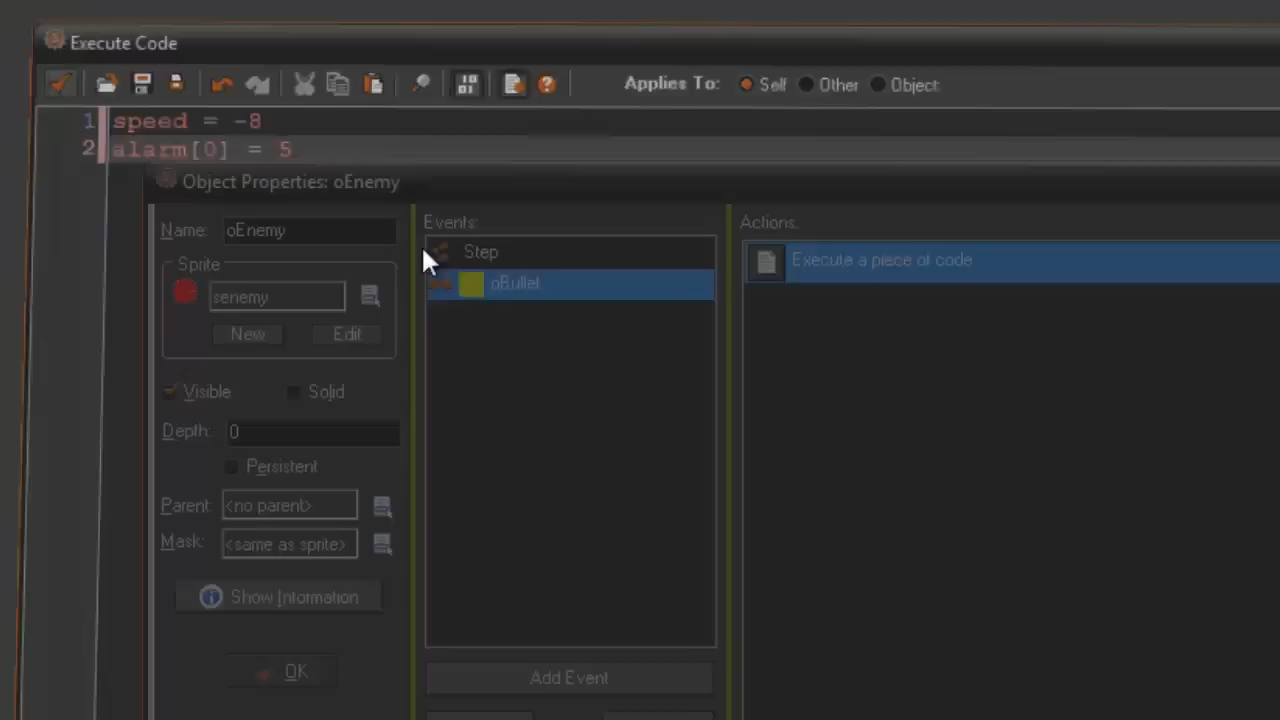 Execute Code
Applies To: Self Other Object
1 speed = -8
2 alarm[0] = 5
Object Properties: oEnemy
Name: oEnemy
Sprite
senemy
New Edit
Visible Solid
Depth: 0
Persistent
Parent: <no parent>
Mask: <same as sprite>
Show Information
OK
Events:
Step
oBullet
Add Event
Actions:
Execute a piece of code